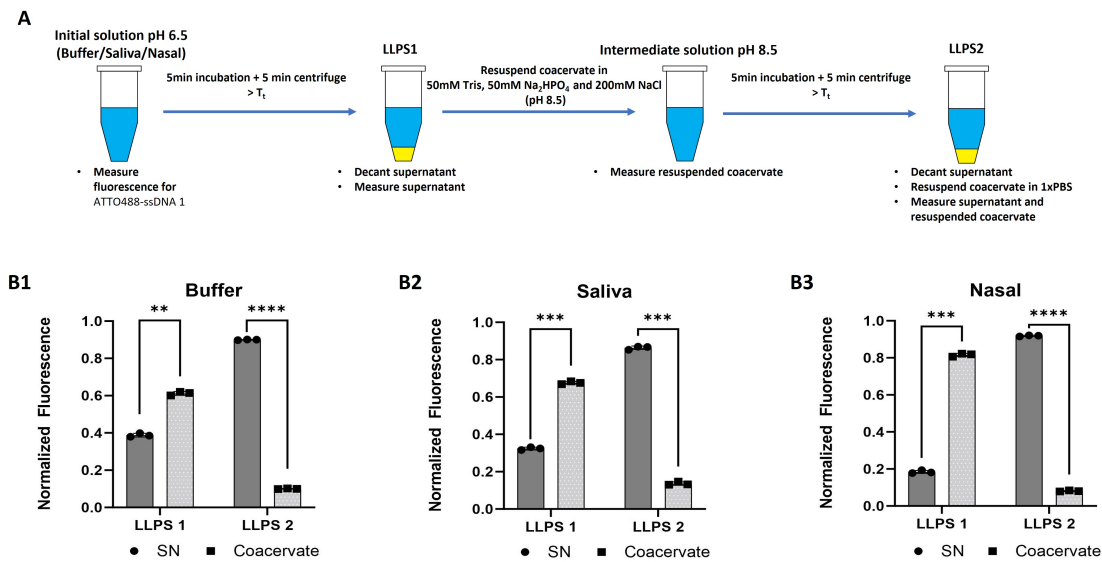 A
Initial solution pH 6.5
(Buffer/Saliva/Nasal)
5min incubation + 5 min centrifuge
> Tt
• Measure
fluorescence for
ATTO488-ssDNA 1
LLPS1
• Decant supernatant
• Measure supernatant
Resuspend coacervate in
50mM Tris, 50mM Na2HPO4 and 200mM NaCl
(pH 8.5)
Intermediate solution pH 8.5
• Measure resuspended coacervate
5min incubation + 5 min centrifuge
> Tt
LLPS2
• Decant supernatant
• Resuspend coacervate in 1xPBS
• Measure supernatant and
resuspended coacervate
B1
Buffer
Normalized Fluorescence
1.0
0.8
0.6
0.4
0.2
0.0
**
****
LLPS 1 LLPS 2
● SN ■ Coacervate
B2
Saliva
Normalized Fluorescence
1.0
0.8
0.6
0.4
0.2
0.0
***
***
LLPS 1 LLPS 2
● SN ■ Coacervate
B3
Nasal
Normalized Fluorescence
1.0
0.8
0.6
0.4
0.2
0.0
***
****
LLPS 1 LLPS 2
● SN ■ Coacervate